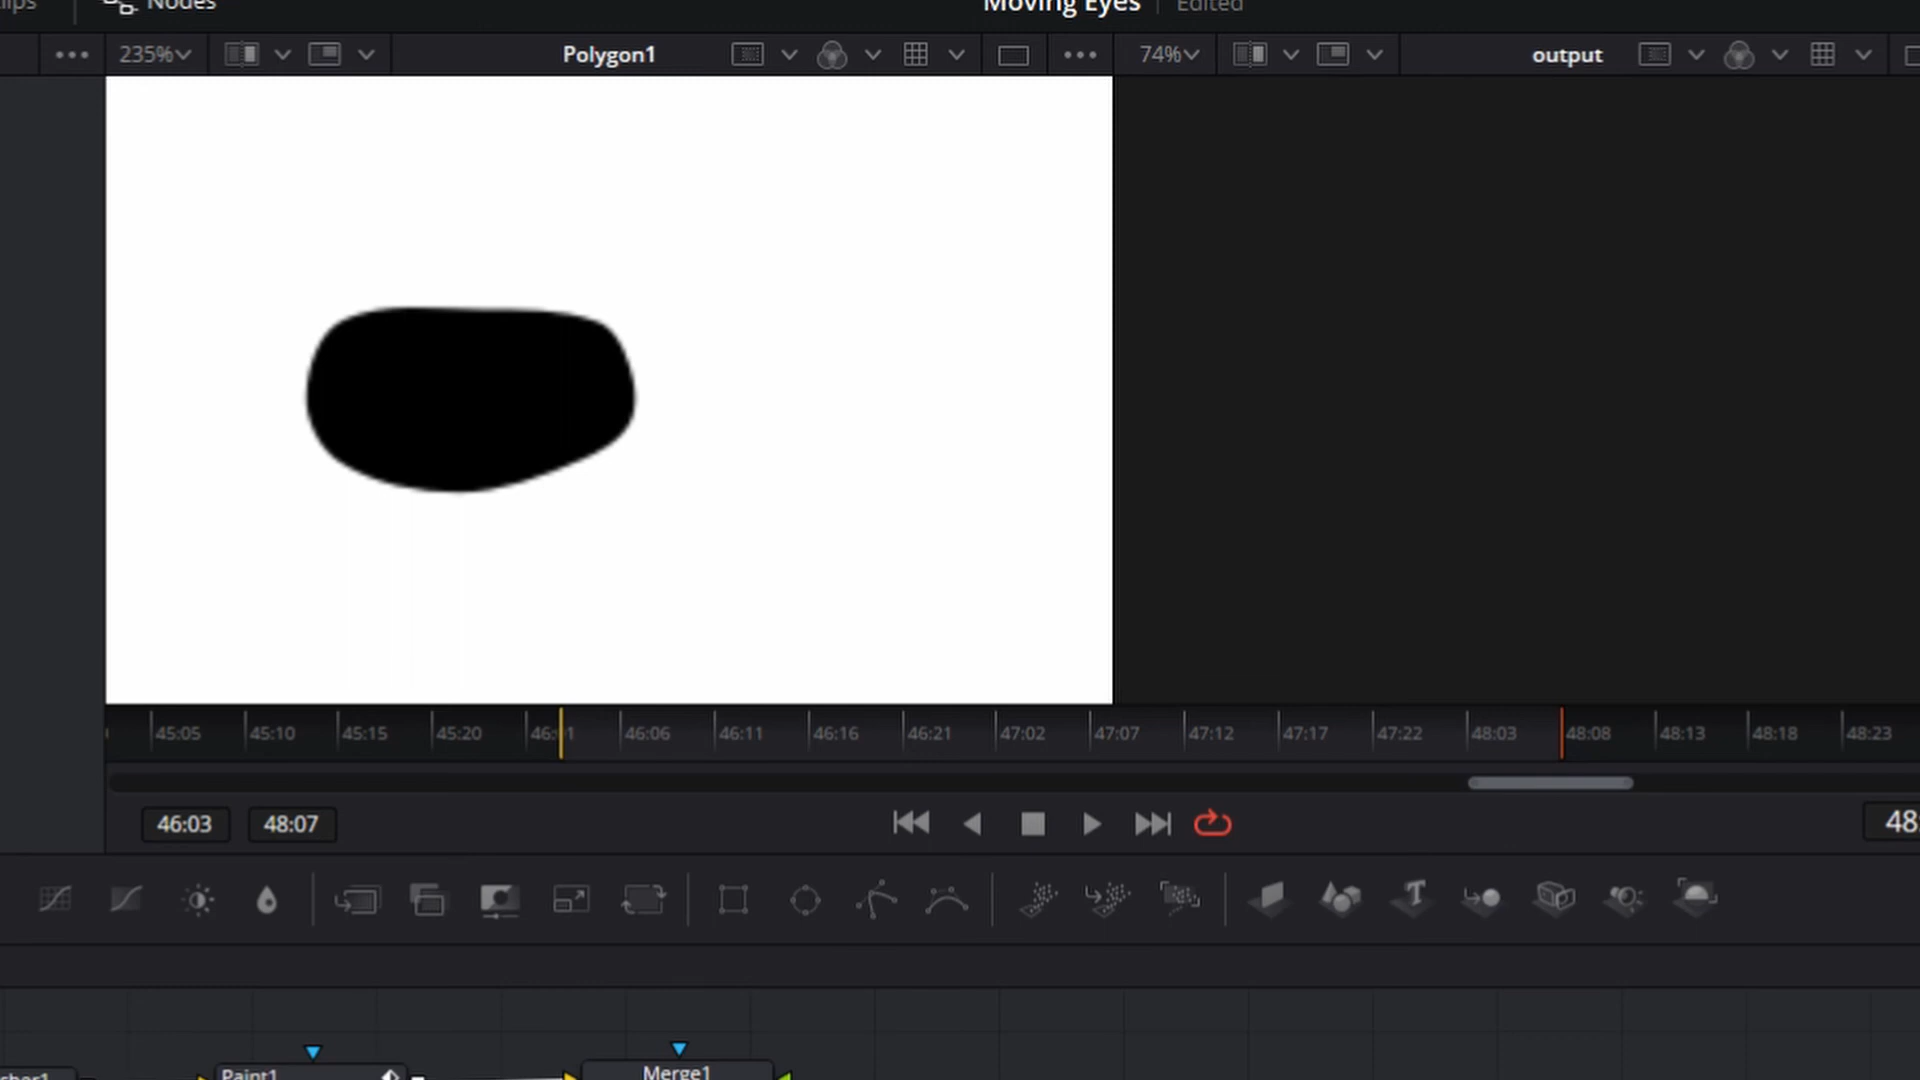 Nodes
Moving Eyes
Edited
235%
Polygon1
74%
output
45:05 45:10 45:15 45:20 46:06 46:11 46:16 46:21 47:02 47:07 47:12 47:17 47:22 48:03 48:08 48:13 48:18 48:23
46:03 48:07
48
Paint1
Merge1